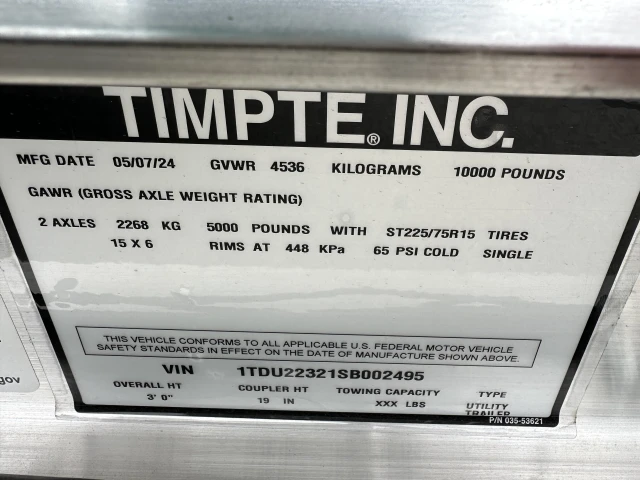 TIMPTE® INC.
MFG DATE 05/07/24 GVWR 4536 KILOGRAMS 10000 POUNDS
GAWR (GROSS AXLE WEIGHT RATING)
2 AXLES 2268 KG 5000 POUNDS WITH ST225/75R15 TIRES
15 X 6 RIMS AT 448 KPa 65 PSI COLD SINGLE
THIS VEHICLE CONFORMS TO ALL APPLICABLE U.S. FEDERAL MOTOR VEHICLE
SAFETY STANDARDS IN EFFECT ON THE DATE OF MANUFACTURE SHOWN ABOVE.
VIN 1TDU22321SB002495
OVERALL HT COUPLER HT TOWING CAPACITY TYPE
3' 0" 19 IN XXX LBS UTILITY
TRAILER
P/N 035-53621
gov